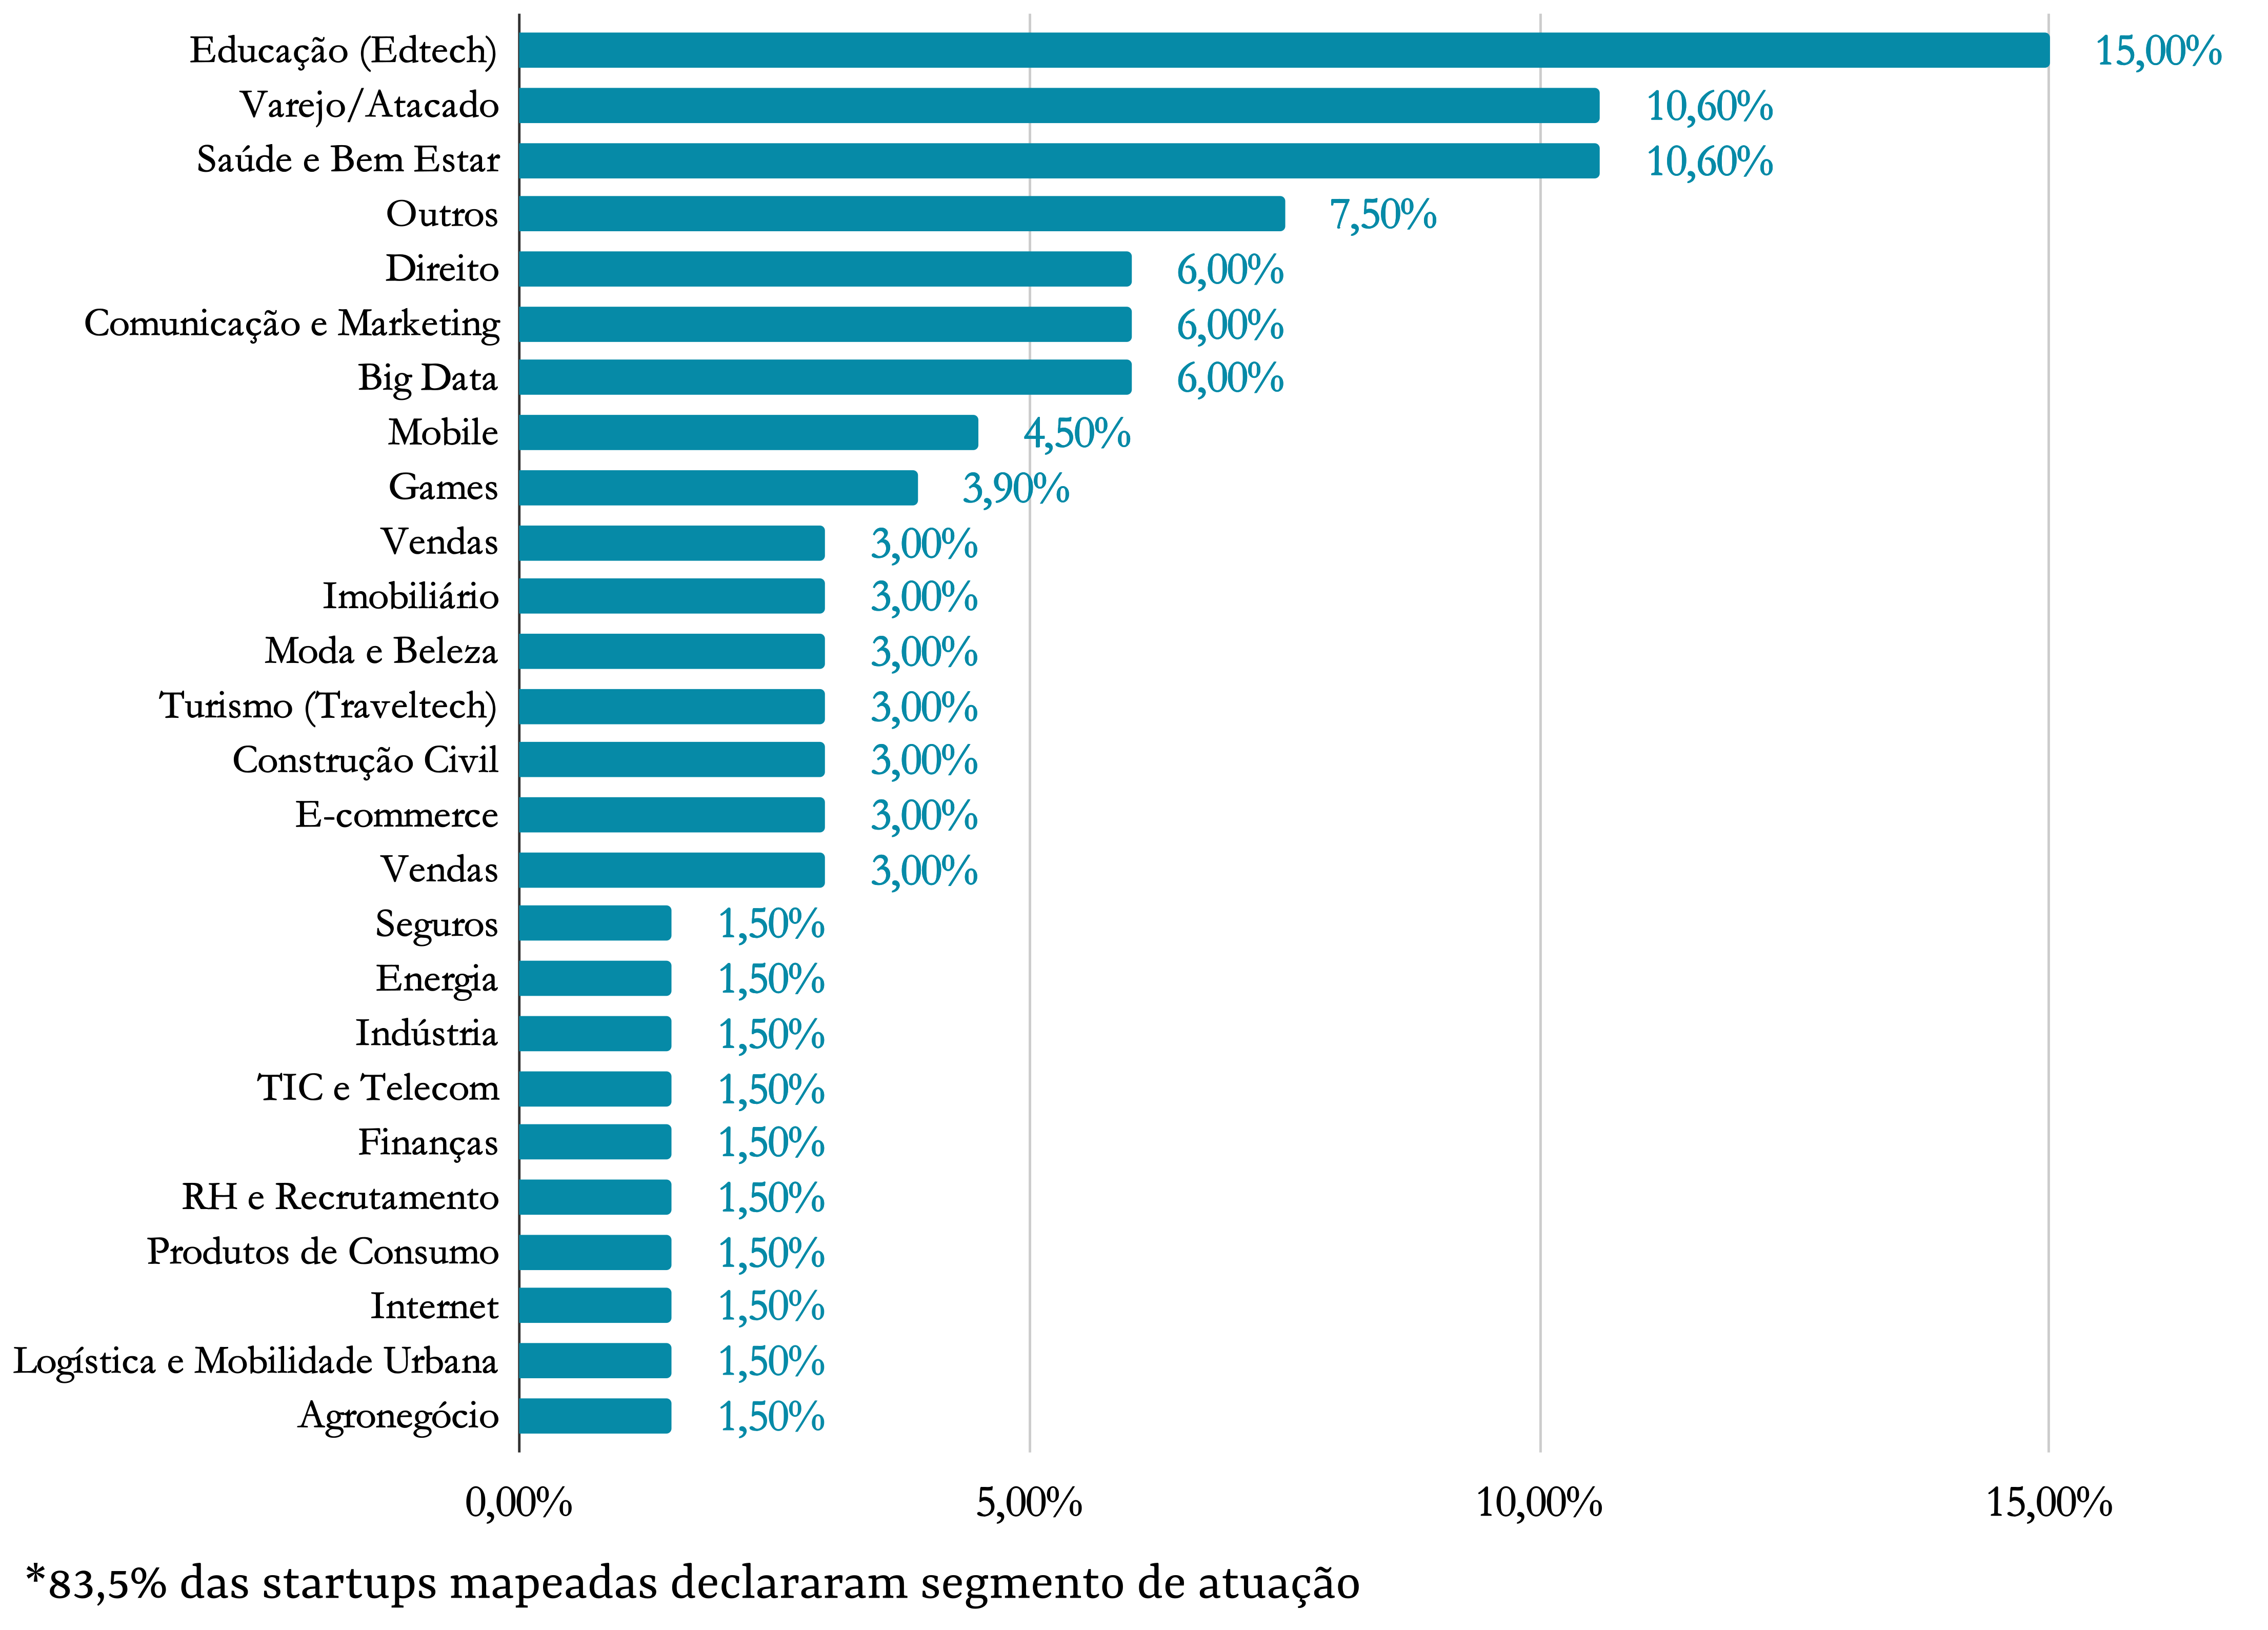 Educação (Edtech) 15,00%
Varejo/Atacado 10,60%
Saúde e Bem Estar 10,60%
Outros 7,50%
Direito 6,00%
Comunicação e Marketing 6,00%
Big Data 6,00%
Mobile 4,50%
Games 3,90%
Vendas 3,00%
Imobiliário 3,00%
Moda e Beleza 3,00%
Turismo (Traveltech) 3,00%
Construção Civil 3,00%
E-commerce 3,00%
Vendas 3,00%
Seguros 1,50%
Energia 1,50%
Indústria 1,50%
TIC e Telecom 1,50%
Finanças 1,50%
RH e Recrutamento 1,50%
Produtos de Consumo 1,50%
Internet 1,50%
Logística e Mobilidade Urbana 1,50%
Agronegócio 1,50%
0,00% 5,00% 10,00% 15,00%
*83,5% das startups mapeadas declararam segmento de atuação